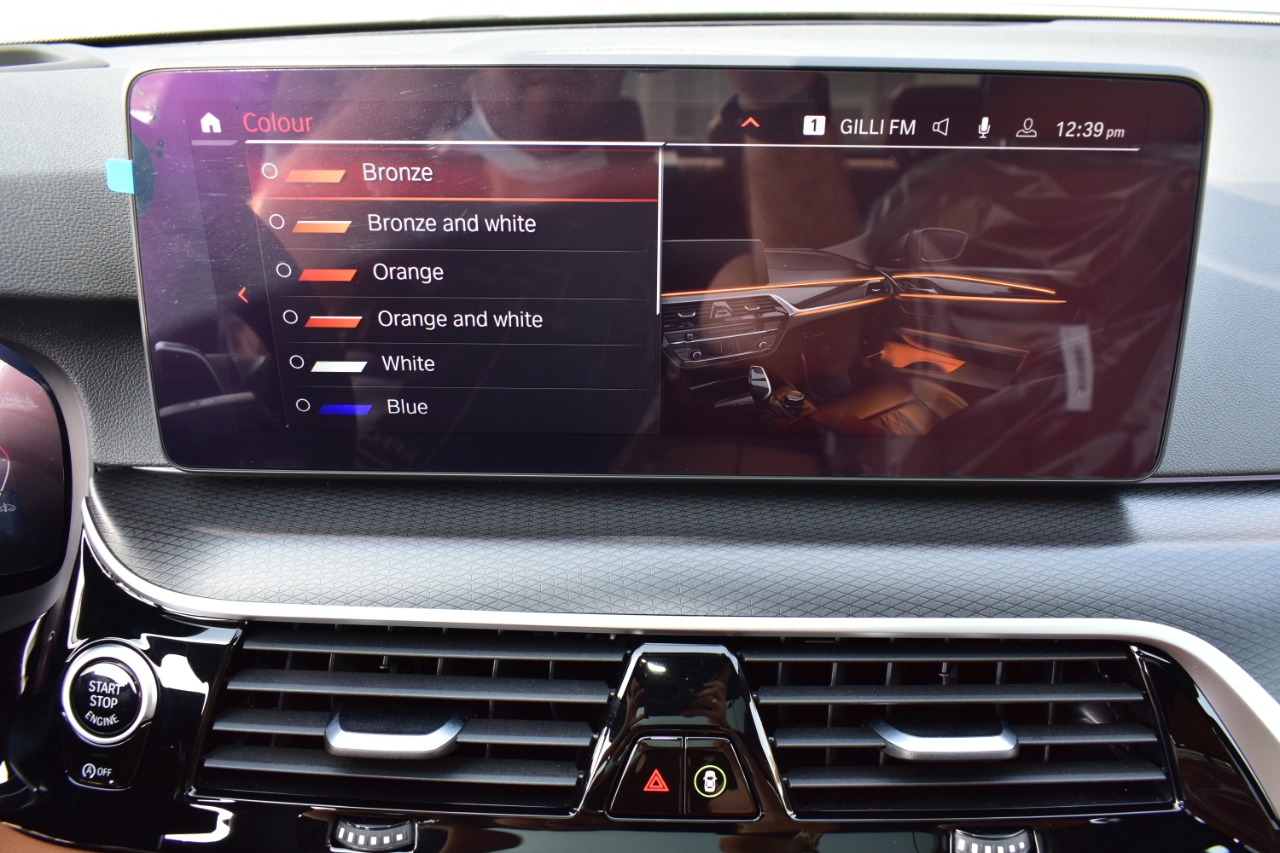 Colour
1 GILLI FM 12:39 pm
Bronze
Bronze and white
Orange
Orange and white
White
Blue
START
STOP
ENGINE
A OFF